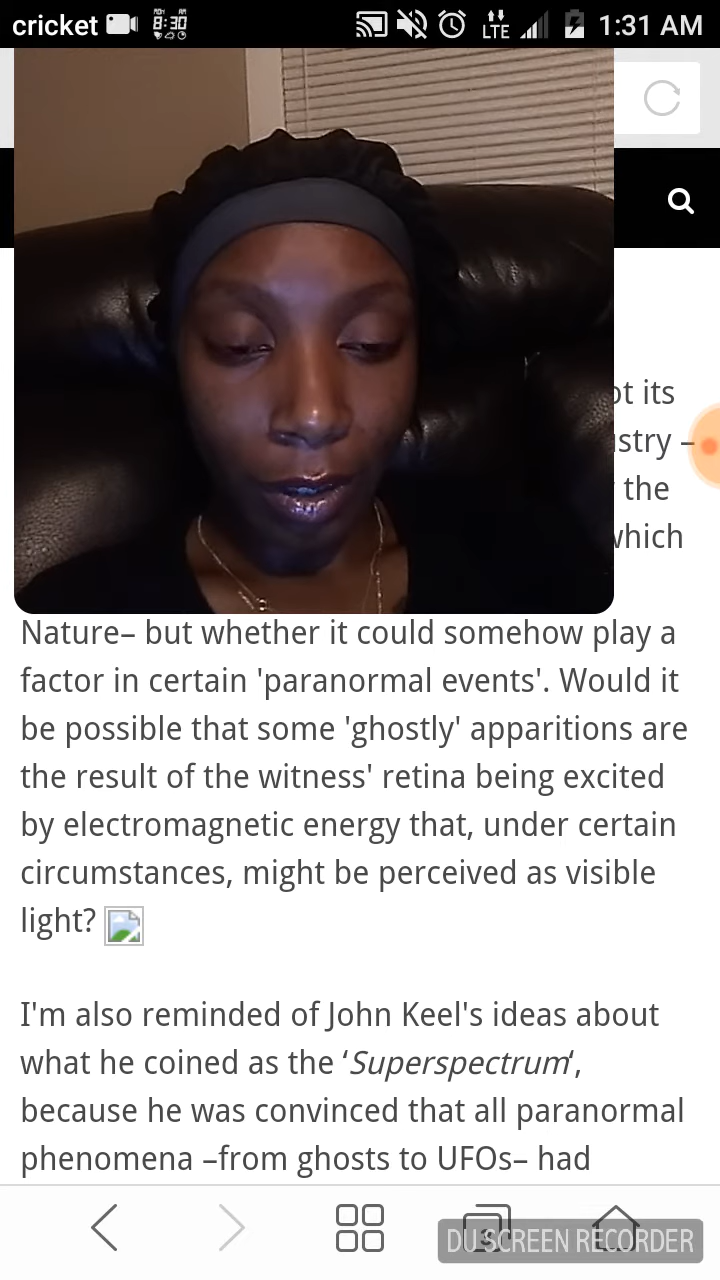 cricket
8:30
LTE
1:31 AM
its
the
which
Nature– but whether it could somehow play a
factor in certain 'paranormal events'. Would it
be possible that some 'ghostly' apparitions are
the result of the witness' retina being excited
by electromagnetic energy that, under certain
circumstances, might be perceived as visible
light?
I'm also reminded of John Keel's ideas about
what he coined as the ‘Superspectrum‘,
because he was convinced that all paranormal
phenomena –from ghosts to UFOs– had
DU SCREEN RECORDER